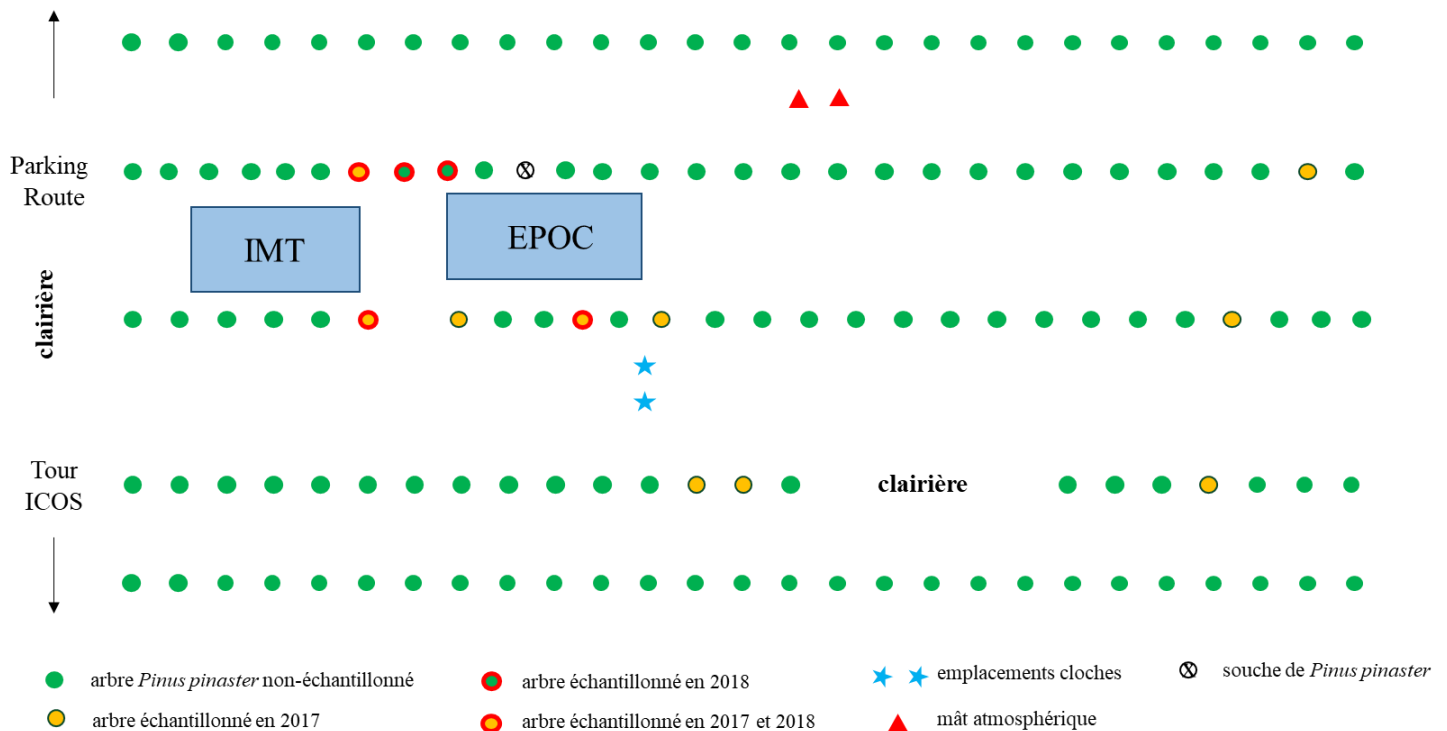 Parking
Route
IMT
EPOC
clairière
Tour
ICOS
clairière
arbre Pinus pinaster non-échantillonné
arbre échantillonné en 2018
emplacements cloches
souche de Pinus pinaster
arbre échantillonné en 2017
arbre échantillonné en 2017 et 2018
mât atmosphérique